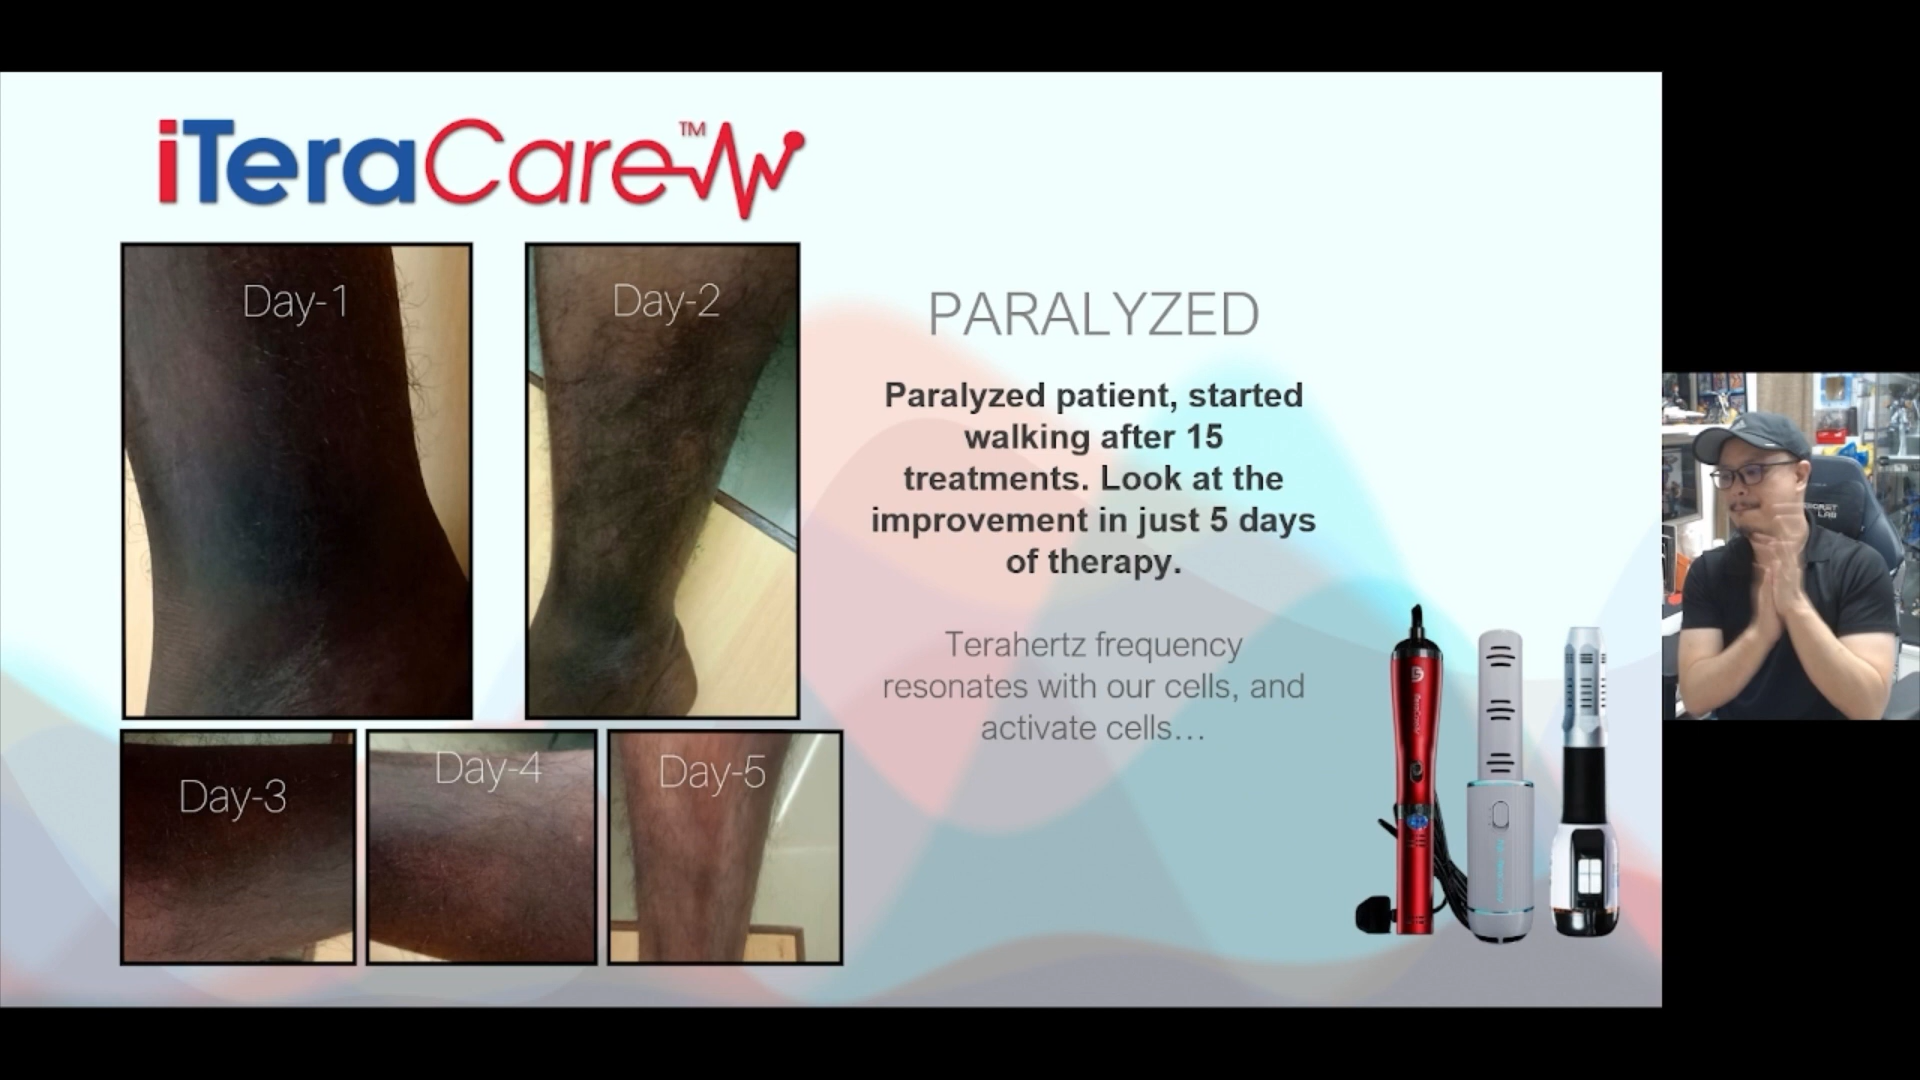 iTeraCare™
Day-1
Day-2
Day-3
Day-4
Day-5
PARALYZED
Paralyzed patient, started
walking after 15
treatments. Look at the
improvement in just 5 days
of therapy.
Terahertz frequency
resonates with our cells, and
activate cells…